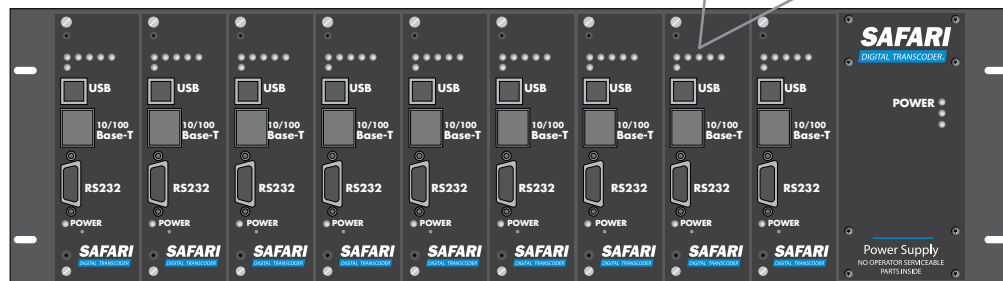 USB
10/100
Base-T
RS232
POWER
SAFARI
DIGITAL TRANSCODER
USB
10/100
Base-T
RS232
POWER
SAFARI
DIGITAL TRANSCODER
USB
10/100
Base-T
RS232
POWER
SAFARI
DIGITAL TRANSCODER
USB
10/100
Base-T
RS232
POWER
SAFARI
DIGITAL TRANSCODER
USB
10/100
Base-T
RS232
POWER
SAFARI
DIGITAL TRANSCODER
USB
10/100
Base-T
RS232
POWER
SAFARI
DIGITAL TRANSCODER
USB
10/100
Base-T
RS232
POWER
SAFARI
DIGITAL TRANSCODER
USB
10/100
Base-T
RS232
POWER
SAFARI
DIGITAL TRANSCODER
USB
10/100
Base-T
RS232
POWER
SAFARI
DIGITAL TRANSCODER
SAFARI
DIGITAL TRANSCODER.
POWER
Power Supply
NO OPERATOR SERVICEABLE
PARTS INSIDE